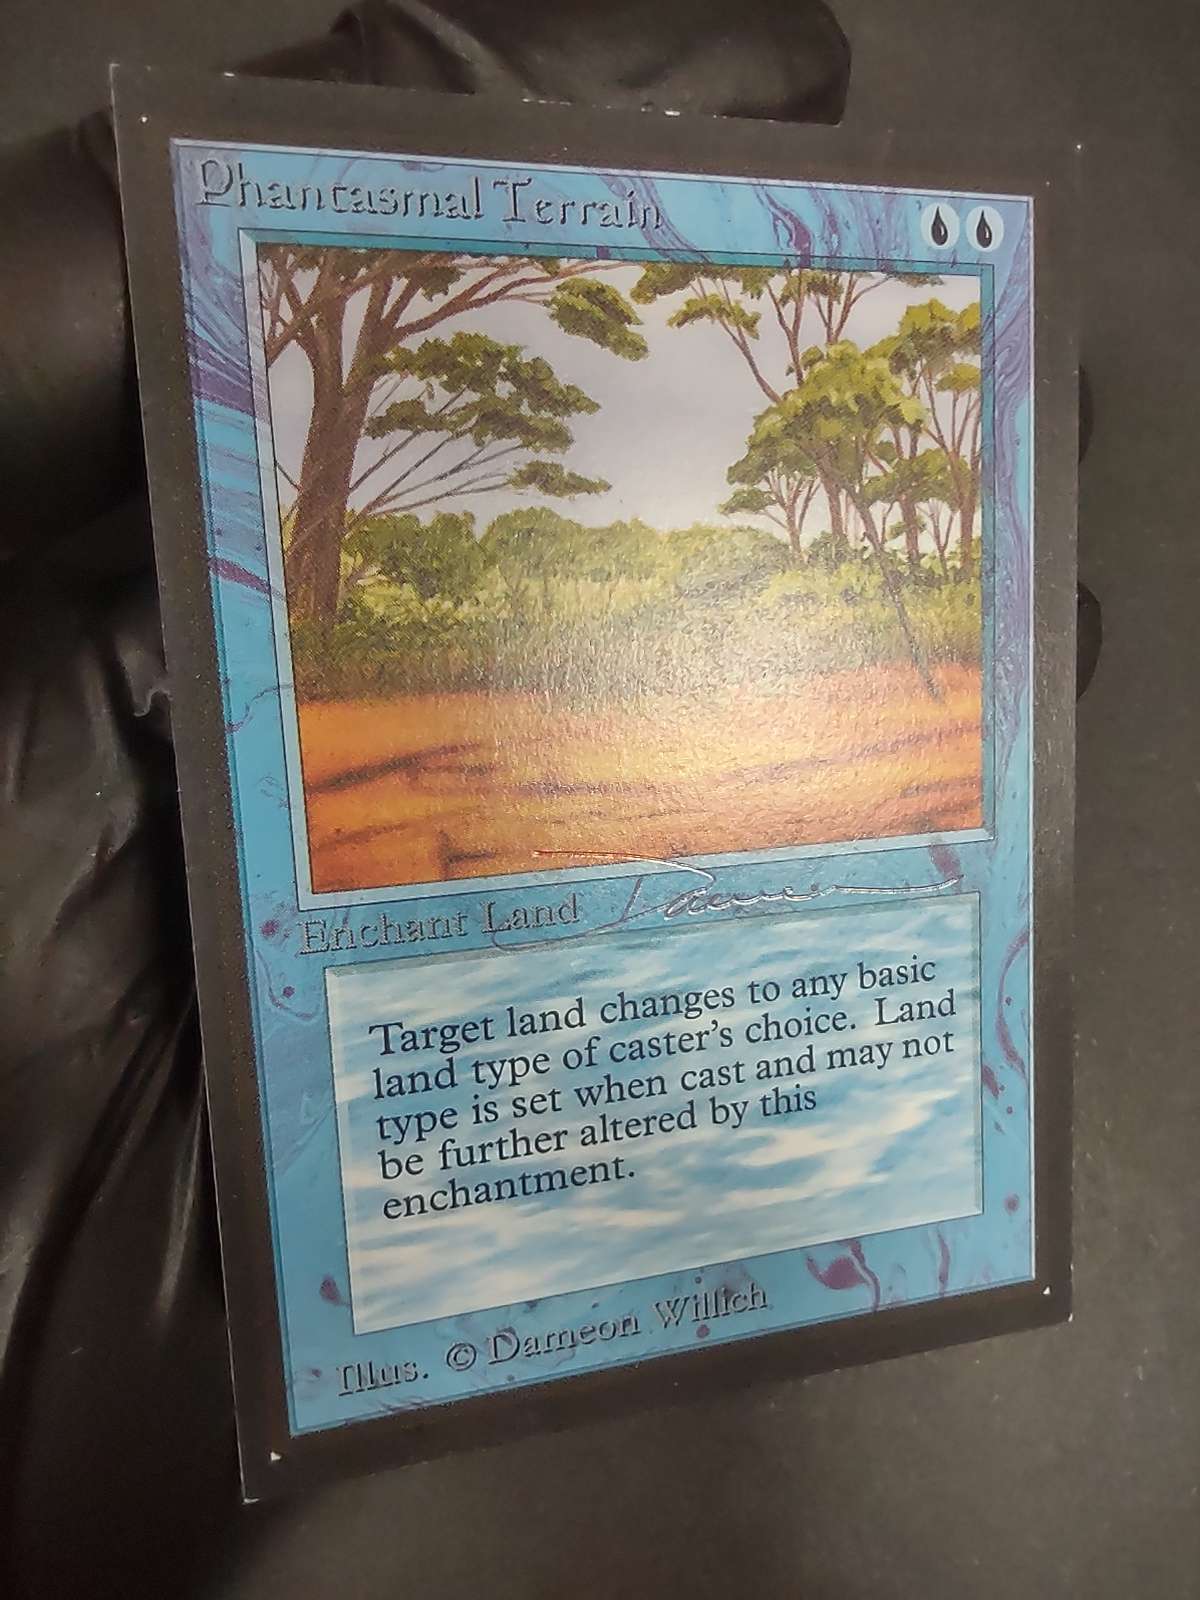 Phantasmal Terrain
Enchant Land
Target land changes to any basic
land type of caster's choice. Land
type is set when cast and may not
be further altered by this
enchantment.
Illus. © Dameon Willich